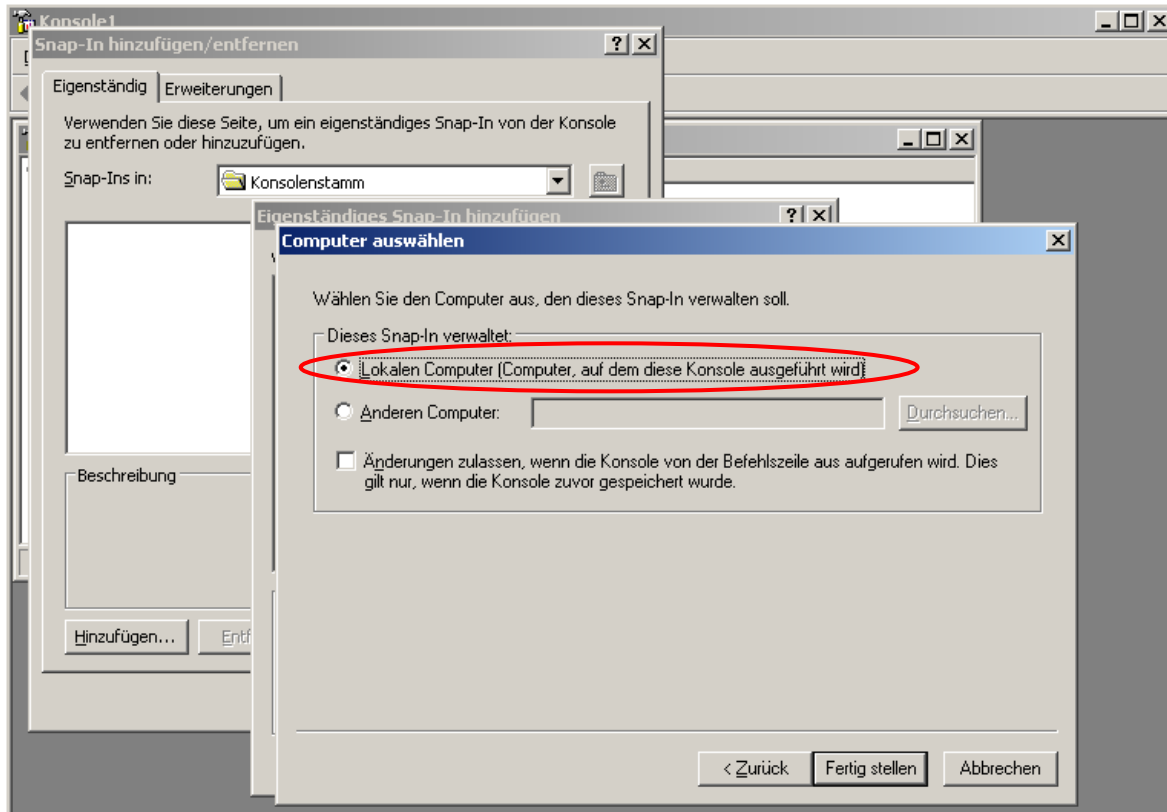 Konsole1
Snap-In hinzufügen/entfernen
Eigenständig
Erweiterungen
Verwenden Sie diese Seite, um ein eigenständiges Snap-In von der Konsole
zu entfernen oder hinzuzufügen.
Snap-Ins in:
Konsolenstamm
Eigenständiges Snap-In hinzufügen
Computer auswählen
Wählen Sie den Computer aus, den dieses Snap-In verwalten soll.
Dieses Snap-In verwaltet:
Lokalen Computer (Computer, auf dem diese Konsole ausgeführt wird)
Anderen Computer:
Durchsuchen...
Änderungen zulassen, wenn die Konsole von der Befehlszeile aus aufgerufen wird. Dies
gilt nur, wenn die Konsole zuvor gespeichert wurde.
Beschreibung
Hinzufügen...
Entf
< Zurück
Fertig stellen
Abbrechen